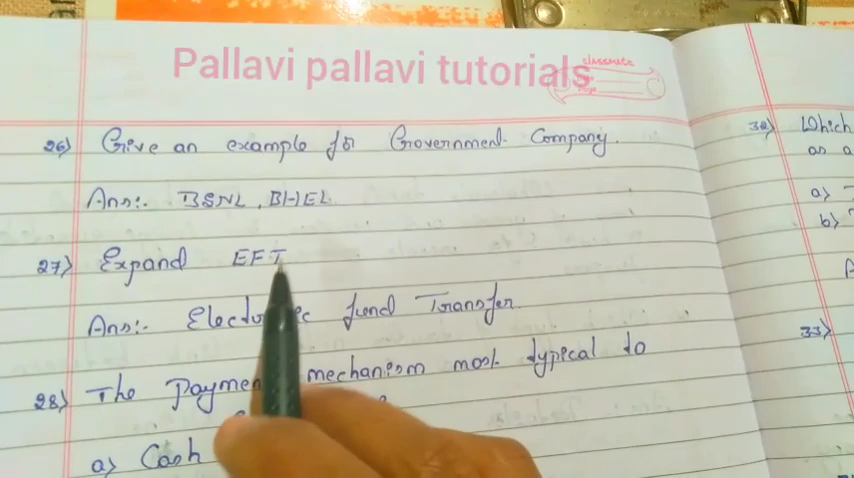 Pallavi pallavi tutorials
classmate
26) Give an example for Government Company.
Ans:- BSNL, BHEL
27) Expand EFT
Ans:- Electronic fund Transfer
28) The Payment mechanism most typical to
a) Cash
32) Which
as a
a)
b)
33)